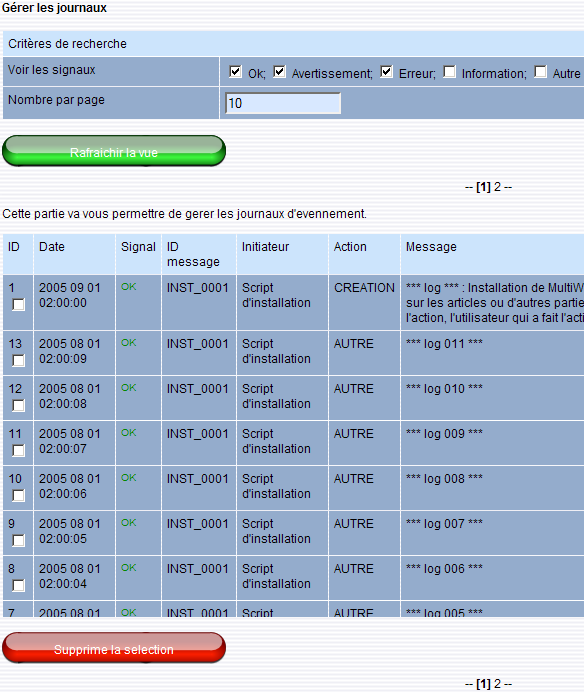 Gérer les journaux
Critères de recherche
Voir les signaux Ok; Avertissement; Erreur; Information; Autre
Nombre par page 10
Rafraichir la vue
-- [1] 2 --
Cette partie va vous permettre de gerer les journaux d'evennement.
ID Date Signal ID message Initiateur Action Message
1 2005 09 01 02:00:00 OK INST_0001 Script d'installation CREATION *** log *** : Installation de MultiW
sur les articles ou d'autres partie
l'action, l'utilisateur qui a fait l'acti
13 2005 08 01 02:00:09 OK INST_0001 Script d'installation AUTRE *** log 011 ***
12 2005 08 01 02:00:08 OK INST_0001 Script d'installation AUTRE *** log 010 ***
11 2005 08 01 02:00:07 OK INST_0001 Script d'installation AUTRE *** log 009 ***
10 2005 08 01 02:00:06 OK INST_0001 Script d'installation AUTRE *** log 008 ***
9 2005 08 01 02:00:05 OK INST_0001 Script d'installation AUTRE *** log 007 ***
8 2005 08 01 02:00:04 OK INST_0001 Script d'installation AUTRE *** log 006 ***
7 2005 08 01 OK INST_0001 Script AUTRE *** log 005 ***
Supprime la selection
-- [1] 2 --